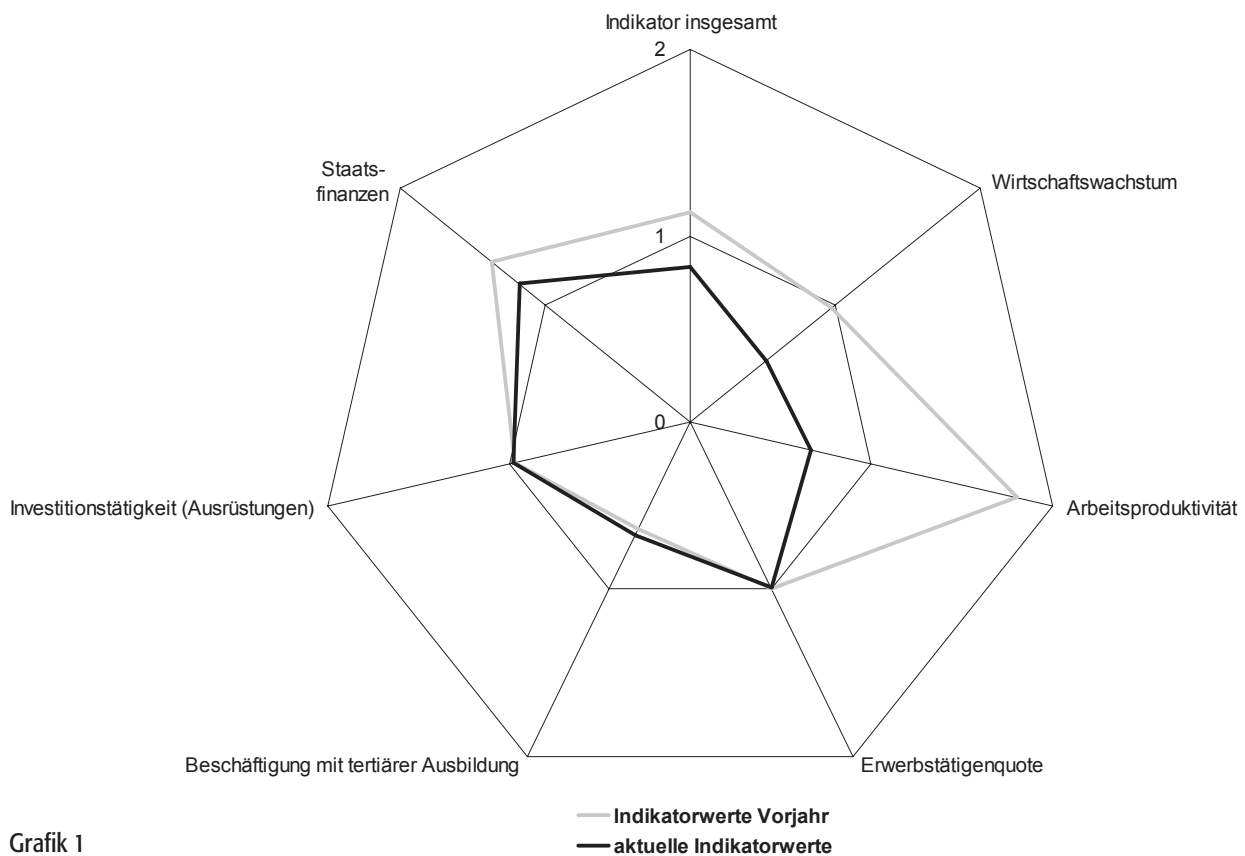 Indikator insgesamt
2
Staats-
finanzen
Wirtschaftswachstum
1
0
Investitionstätigkeit (Ausrüstungen)
Arbeitsproduktivität
Beschäftigung mit tertiärer Ausbildung
Erwerbstätigenquote
Indikatorwerte Vorjahr
aktuelle Indikatorwerte
Grafik 1